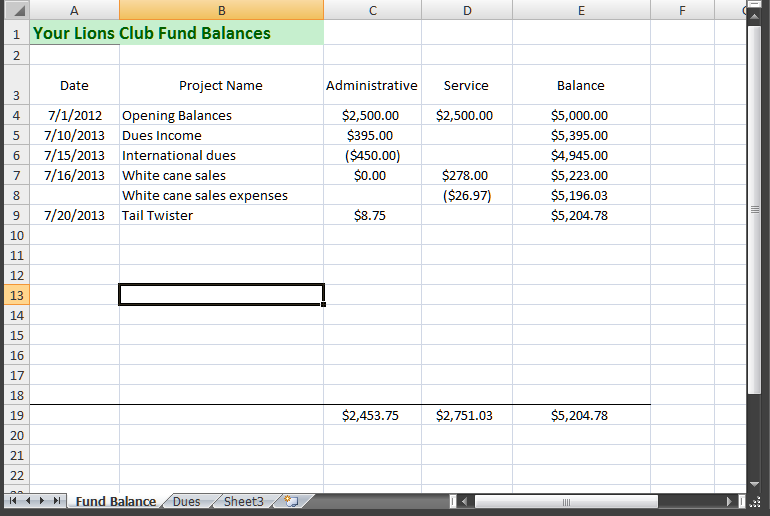 A B C D E F
1 Your Lions Club Fund Balances
2
3 Date Project Name Administrative Service Balance
4 7/1/2012 Opening Balances $2,500.00 $2,500.00 $5,000.00
5 7/10/2013 Dues Income $395.00 $5,395.00
6 7/15/2013 International dues ($450.00) $4,945.00
7 7/16/2013 White cane sales $0.00 $278.00 $5,223.00
8 White cane sales expenses ($26.97) $5,196.03
9 7/20/2013 Tail Twister $8.75 $5,204.78
10
11
12
13
14
15
16
17
18
19 $2,453.75 $2,751.03 $5,204.78
20
21
22
Fund Balance Dues Sheet3